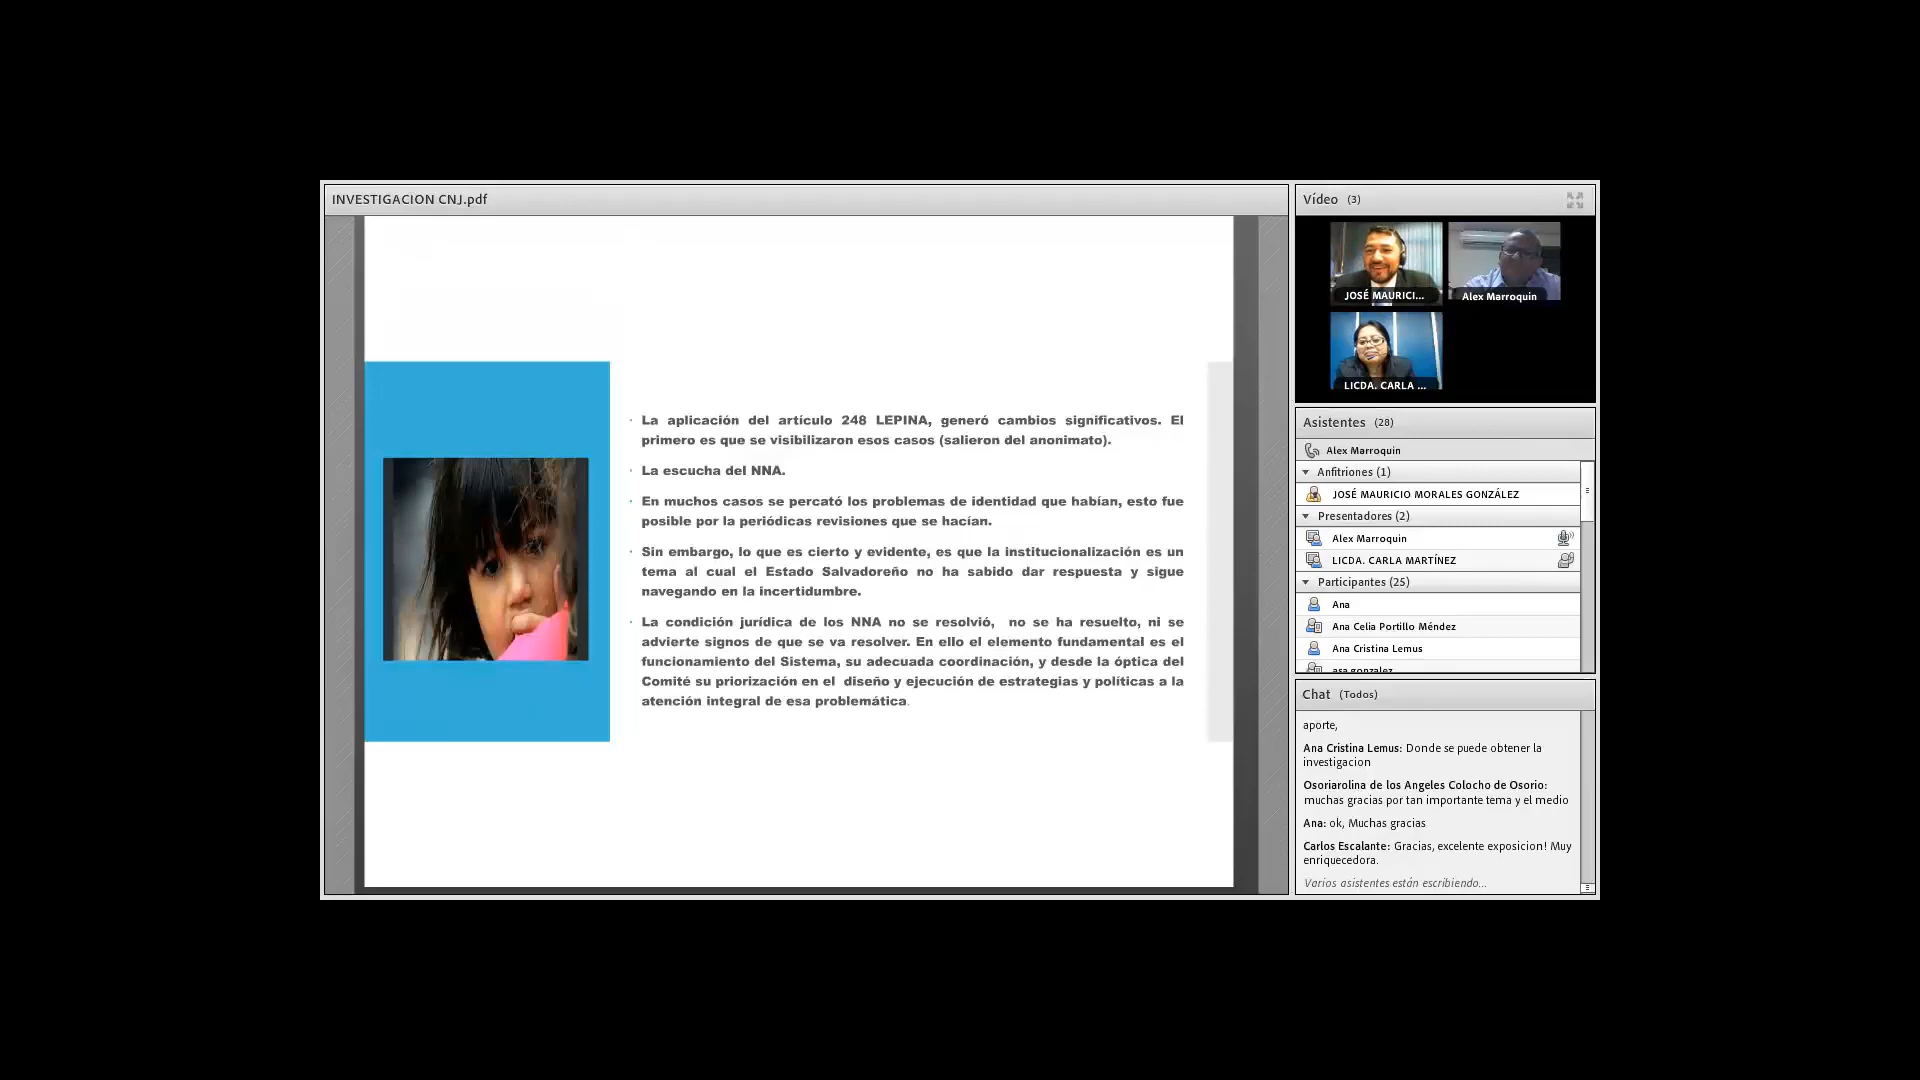 INVESTIGACION CNJ.pdf
· La aplicación del artículo 248 LEPINA, generó cambios significativos. El
primero es que se visibilizaron esos casos (salieron del anonimato).
· La escucha del NNA.
· En muchos casos se percató los problemas de identidad que habían, esto fue
posible por la periódicas revisiones que se hacían.
· Sin embargo, lo que es cierto y evidente, es que la institucionalización es un
tema al cual el Estado Salvadoreño no ha sabido dar respuesta y sigue
navegando en la incertidumbre.
· La condición jurídica de los NNA no se resolvió, no se ha resuelto, ni se
advierte signos de que se va resolver. En ello el elemento fundamental es el
funcionamiento del Sistema, su adecuada coordinación, y desde la óptica del
Comité su priorización en el diseño y ejecución de estrategias y políticas a la
atención integral de esa problemática.
Vídeo (3)
JOSÉ MAURICI...
Alex Marroquin
LICDA. CARLA ...
Asistentes (28)
Alex Marroquin
Anfitriones (1)
JOSÉ MAURICIO MORALES GONZÁLEZ
Presentadores (2)
Alex Marroquin
LICDA. CARLA MARTÍNEZ
Participantes (25)
Ana
Ana Celia Portillo Méndez
Ana Cristina Lemus
asa gonzalez
Chat (Todos)
aporte,
Ana Cristina Lemus: Donde se puede obtener la
investigacion
Osoriarolina de los Angeles Colocho de Osorio:
muchas gracias por tan importante tema y el medio
Ana: ok, Muchas gracias
Carlos Escalante: Gracias, excelente exposicion! Muy
enriquecedora.
Varios asistentes están escribiendo...